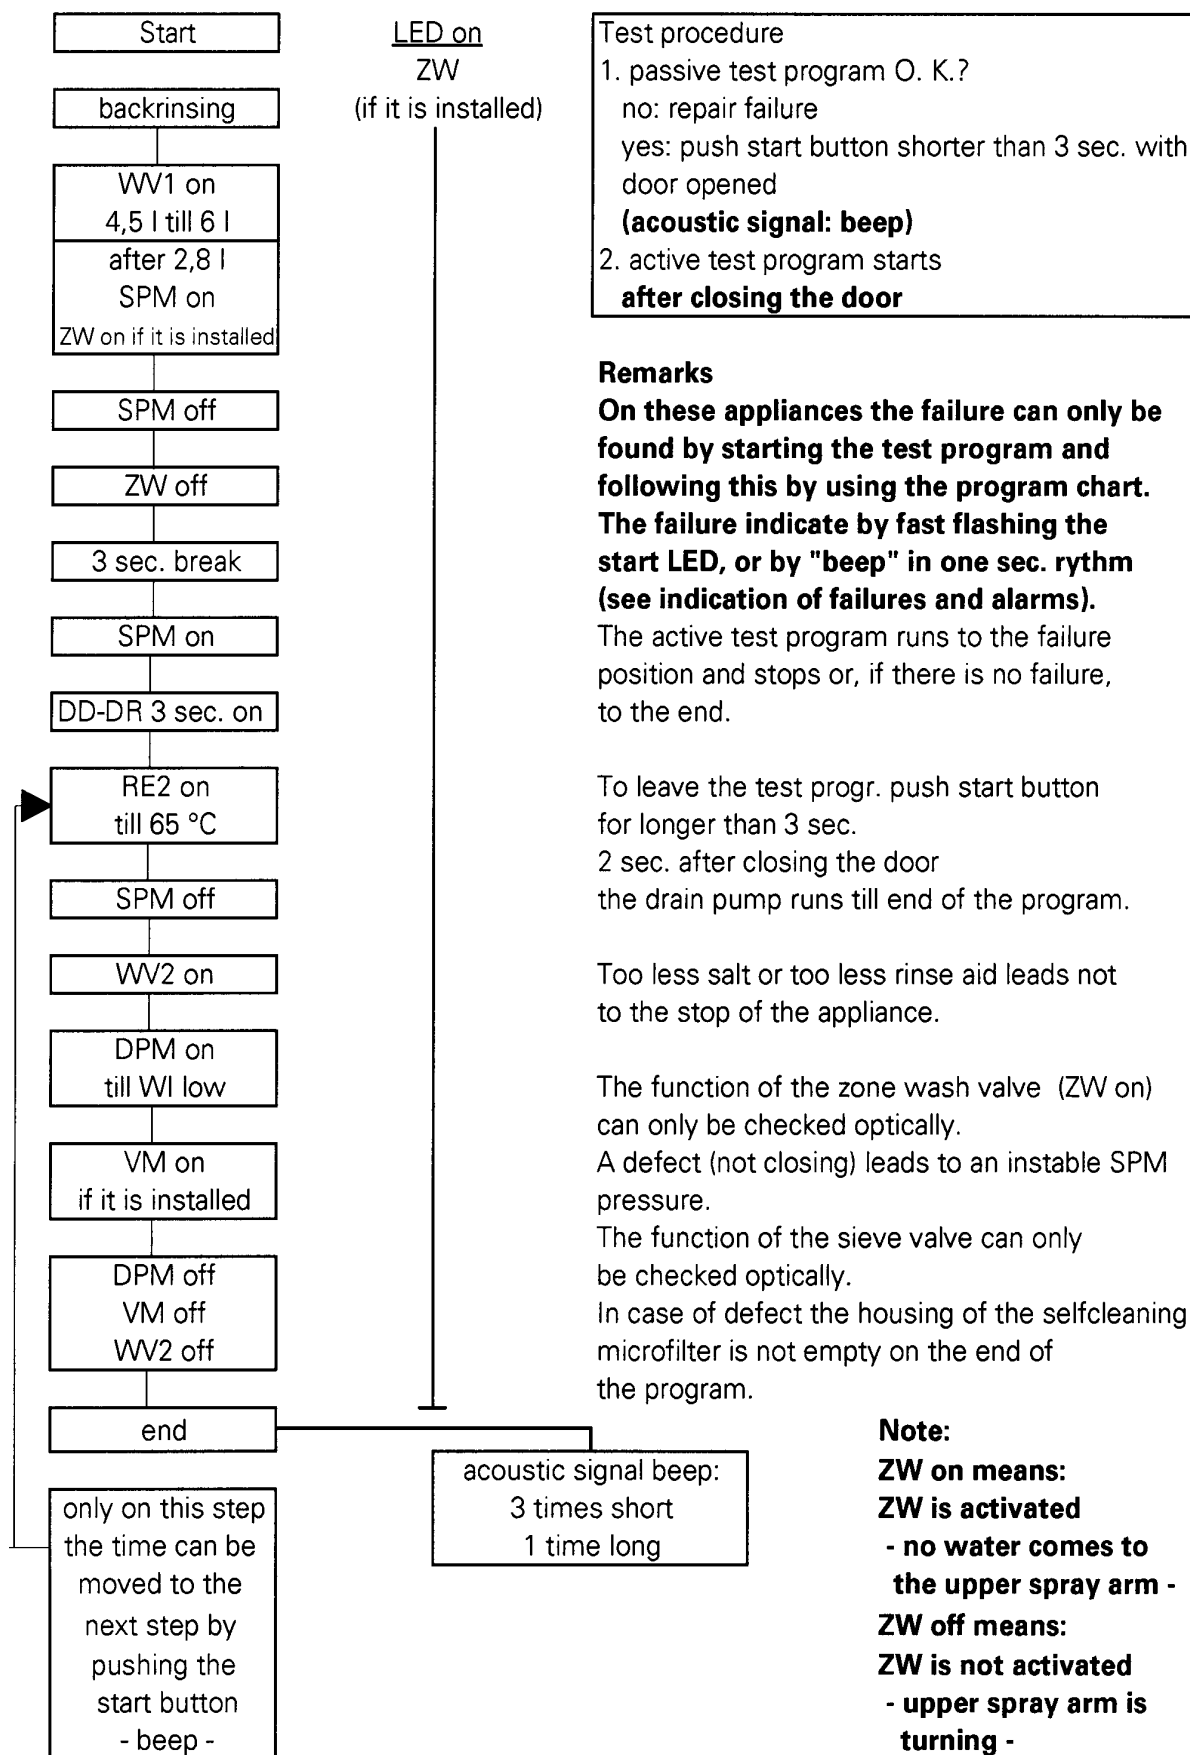 Start
backrinsing
WV1 on
4,5 l till 6 l
after 2,8 l
SPM on
ZW on if it is installed
SPM off
ZW off
3 sec. break
SPM on
DD-DR 3 sec. on
RE2 on
till 65 °C
SPM off
WV2 on
DPM on
till WI low
VM on
if it is installed
DPM off
VM off
WV2 off
end
only on this step
the time can be
moved to the
next step by
pushing the
start button
- beep -
LED on
ZW
(if it is installed)
acoustic signal beep:
3 times short
1 time long
Test procedure
1. passive test program O. K.?
no: repair failure
yes: push start button shorter than 3 sec. with
door opened
(acoustic signal: beep)
2. active test program starts
after closing the door
Remarks
On these appliances the failure can only be
found by starting the test program and
following this by using the program chart.
The failure indicate by fast flashing the
start LED, or by "beep" in one sec. rythm
(see indication of failures and alarms).
The active test program runs to the failure
position and stops or, if there is no failure,
to the end.
To leave the test progr. push start button
for longer than 3 sec.
2 sec. after closing the door
the drain pump runs till end of the program.
Too less salt or too less rinse aid leads not
to the stop of the appliance.
The function of the zone wash valve (ZW on)
can only be checked optically.
A defect (not closing) leads to an instable SPM
pressure.
The function of the sieve valve can only
be checked optically.
In case of defect the housing of the selfcleaning
microfilter is not empty on the end of
the program.
Note:
ZW on means:
ZW is activated
- no water comes to
the upper spray arm -
ZW off means:
ZW is not activated
- upper spray arm is
turning -